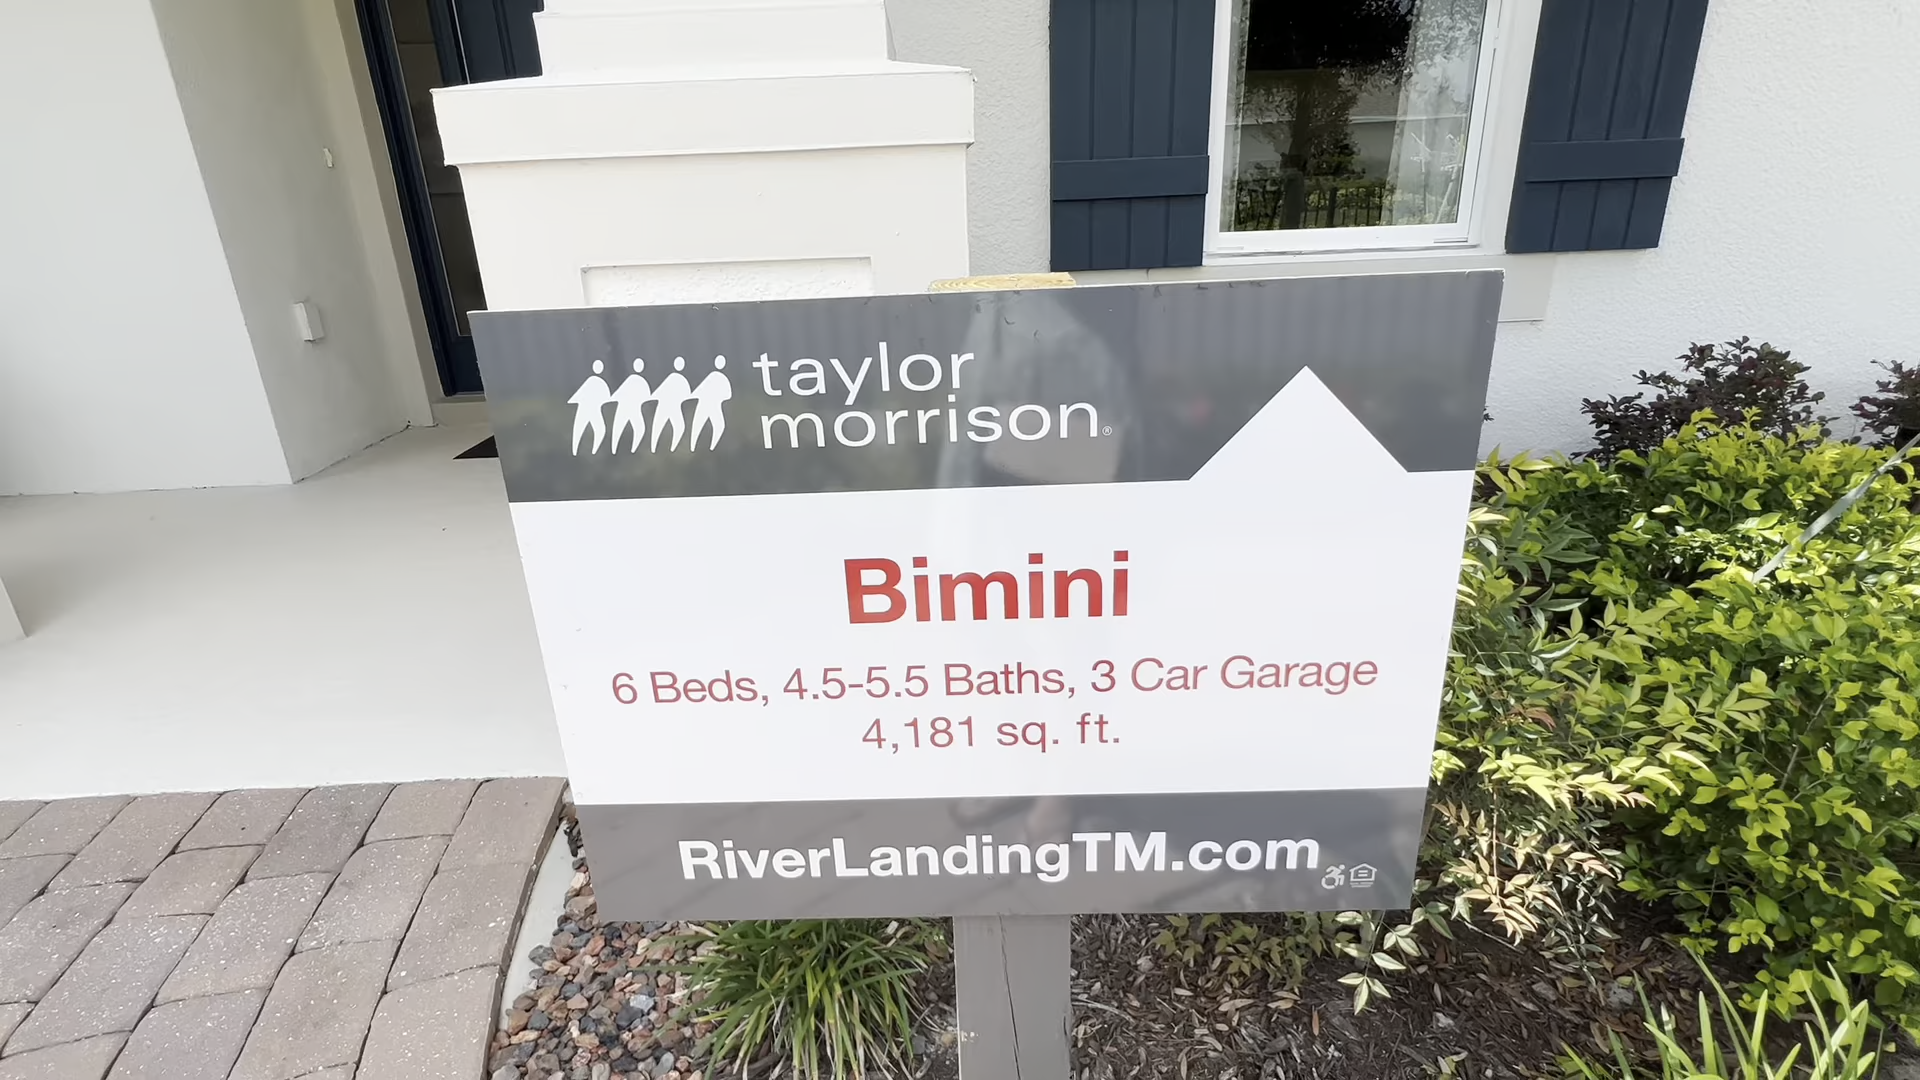 taylor
morrison®
Bimini
6 Beds, 4.5-5.5 Baths, 3 Car Garage
4,181 sq. ft.
RiverLandingTM.com